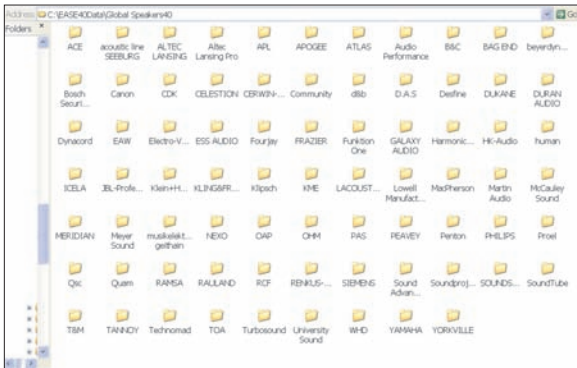 Address C:\EASE40Data\Global Speakers40 Go
Folders
ACE acoustic line SEEBURG ALTEC LANSING Altec Lansing Pro APL APOGEE ATLAS Audio Performance B&C BAG END beyerdyn...
Bosch Securi... Canon CDK CELESTION CERWIN-... Community d&b D.A.S Desfine DUKANE DURAN AUDIO
Dynacord EAW Electro-V... ESS AUDIO Fourjay FRAZIER Funktion One GALAXY AUDIO Harmonic... HK-Audio human
ICELA JBL-Profe... Klein+H... KLING&FR... Klipsch KME LACOUST... Lowell Manufact... MacPherson Martin Audio McCauley Sound
MERIDIAN Meyer Sound musikelekt... geithain NEXO OAP OHM PAS PEAVEY Penton PHILIPS Proel
Qsc Quam RAMSA RAULAND RCF RENKUS-... SIEMENS Sound Advan... Soundproj... SOUNDS... SoundTube
T&M TANNOY Technomad TOA Turbosound University Sound WHD YAMAHA YORKVILLE